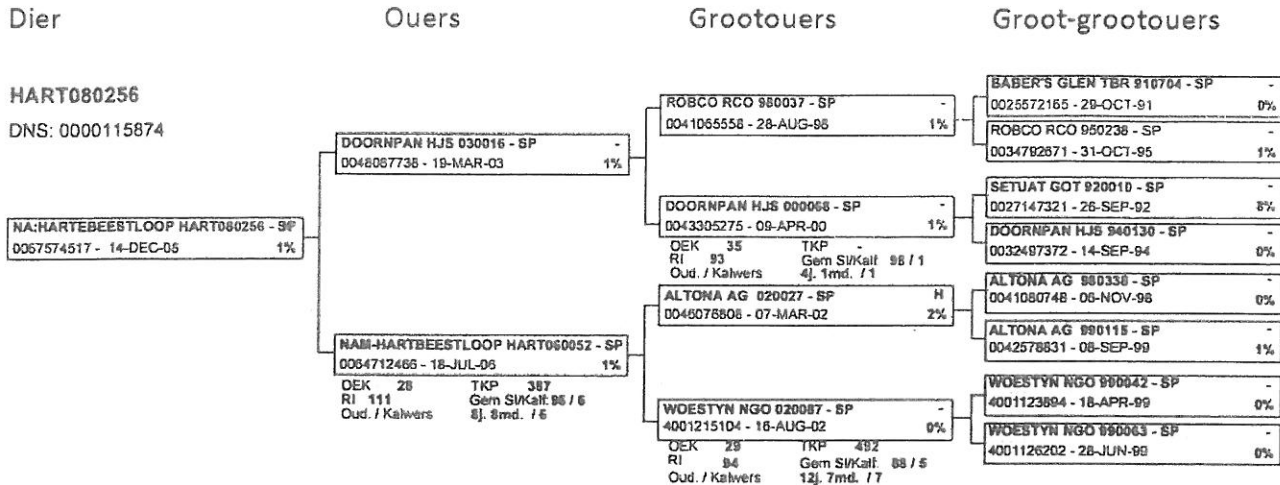 Dier
Ouers
Grootouers
Groot-grootouers
HART080256
DNS: 0000115874
NA:HARTEBEESTLOOP HART080256 - SP
0067574517 - 14-DEC-08 1%
DOORNPAN HJS 030016 - SP -
0048087738 - 19-MAR-03 1%
NAM-HARTBEESTLOOP HART060052 - SP -
0064712466 - 18-JUL-06 1%
OEK 28 TKP 387
RI 111 Gem Sl/Kalf: 95 / 6
Oud. / Kalwers 8j. 8md. / 6
ROBCO RCO 980037 - SP -
0041065558 - 28-AUG-98 1%
DOORNPAN HJS 000068 - SP -
0043305275 - 09-APR-00 1%
OEK 35 TKP -
RI 93 Gem Sl/Kalf: 98 / 1
Oud. / Kalwers 4j. 1md. / 1
ALTONA AG 020027 - SP H
0046076808 - 07-MAR-02 2%
WOESTYN NGO 020087 - SP -
4001215104 - 16-AUG-02 0%
OEK 29 TKP 492
RI 94 Gem Sl/Kalf: 88 / 5
Oud. / Kalwers 12j. 7md. / 7
BABER'S GLEN TBR 910704 - SP -
0025572165 - 29-OCT-91 0%
ROBCO RCO 950238 - SP -
0034792671 - 31-OCT-95 1%
SETUAT GOT 920010 - SP -
0027147321 - 26-SEP-92 8%
DOORNPAN HJS 940130 - SP -
0032497372 - 14-SEP-94 0%
ALTONA AG 980338 - SP -
0041080748 - 06-NOV-98 0%
ALTONA AG 990115 - SP -
0042578831 - 08-SEP-99 1%
WOESTYN NGO 990042 - SP -
4001123894 - 18-APR-99 0%
WOESTYN NGO 990063 - SP -
4001126202 - 28-JUN-99 0%